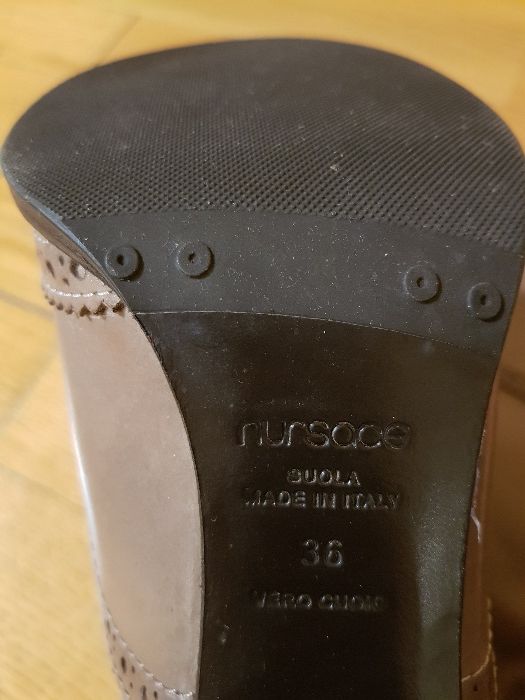 nursace
SUOLA
MADE IN ITALY
36
VERO CUOIO